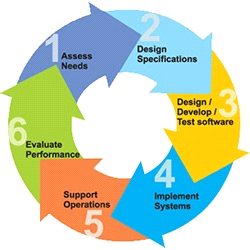 1
Assess
Needs
2
Design
Specifications
3
Design /
Develop /
Test software
4
Implement
Systems
5
Support
Operations
6
Evaluate
Performance